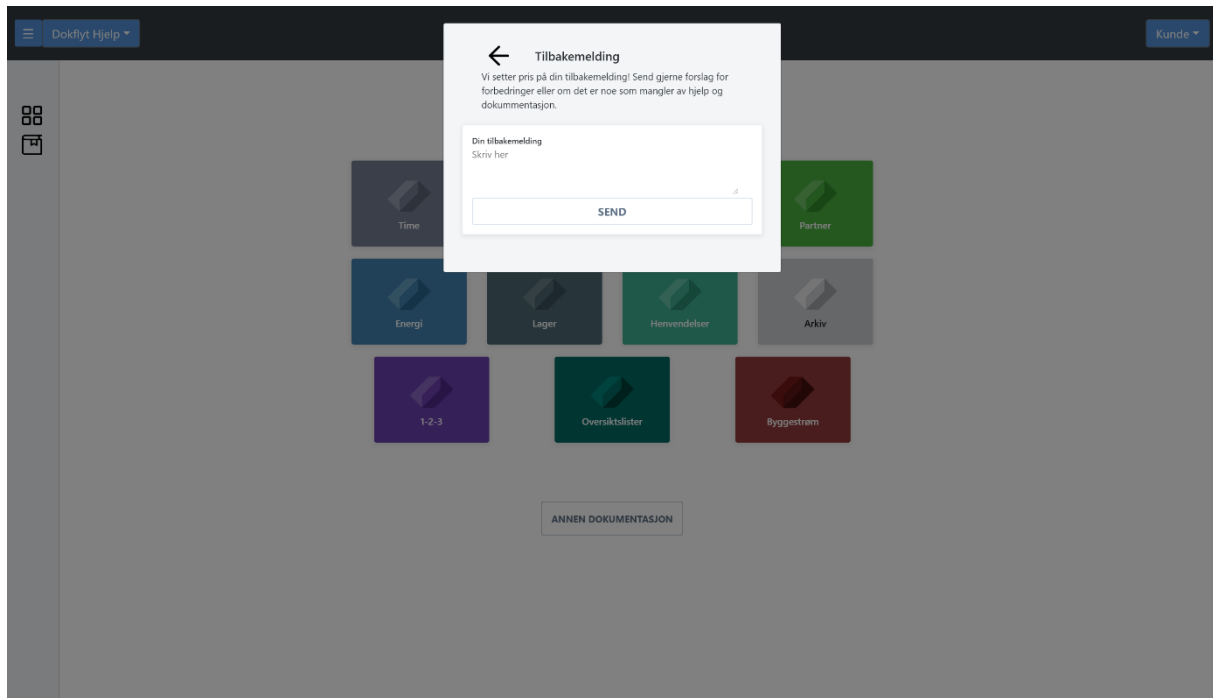 ☰ Dokflyt Hjelp
Kunde
Tilbakemelding
Vi setter pris på din tilbakemelding! Send gjerne forslag for
forbedringer eller om det er noe som mangler av hjelp og
dokummentasjon.
Din tilbakemelding
Skriv her
SEND
Time
Partner
Energi
Lager
Henvendelser
Arkiv
1-2-3
Oversiktslister
Byggestrøm
ANNEN DOKUMENTASJON